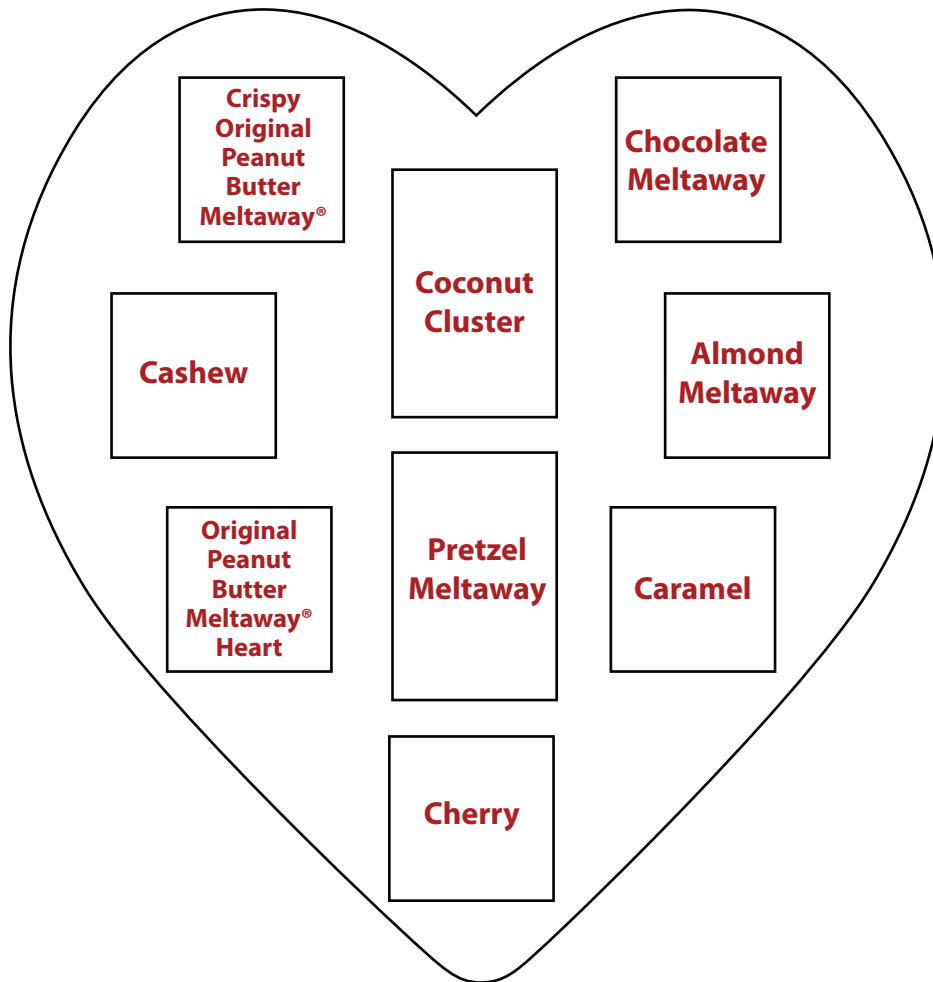 Crispy
Original
Peanut
Butter
Meltaway®
Chocolate
Meltaway
Coconut
Cluster
Cashew
Almond
Meltaway
Original
Peanut
Butter
Meltaway®
Heart
Pretzel
Meltaway
Caramel
Cherry